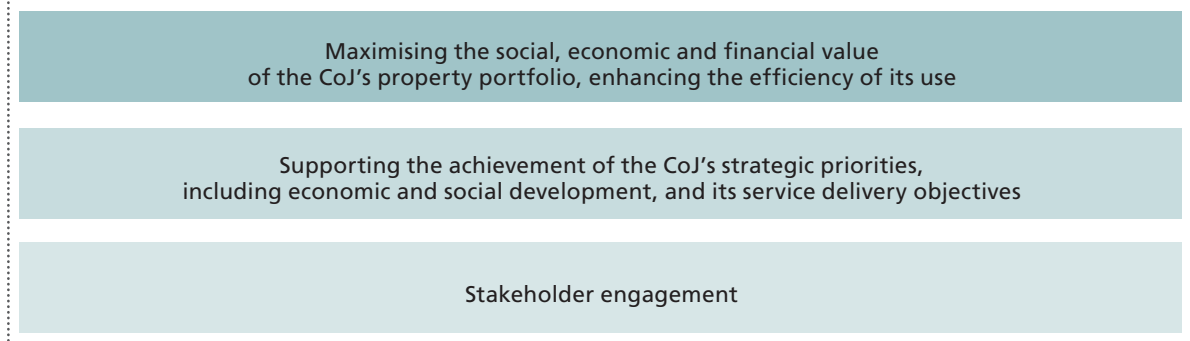 Maximising the social, economic and financial value
of the CoJ’s property portfolio, enhancing the efficiency of its use
Supporting the achievement of the CoJ’s strategic priorities,
including economic and social development, and its service delivery objectives
Stakeholder engagement